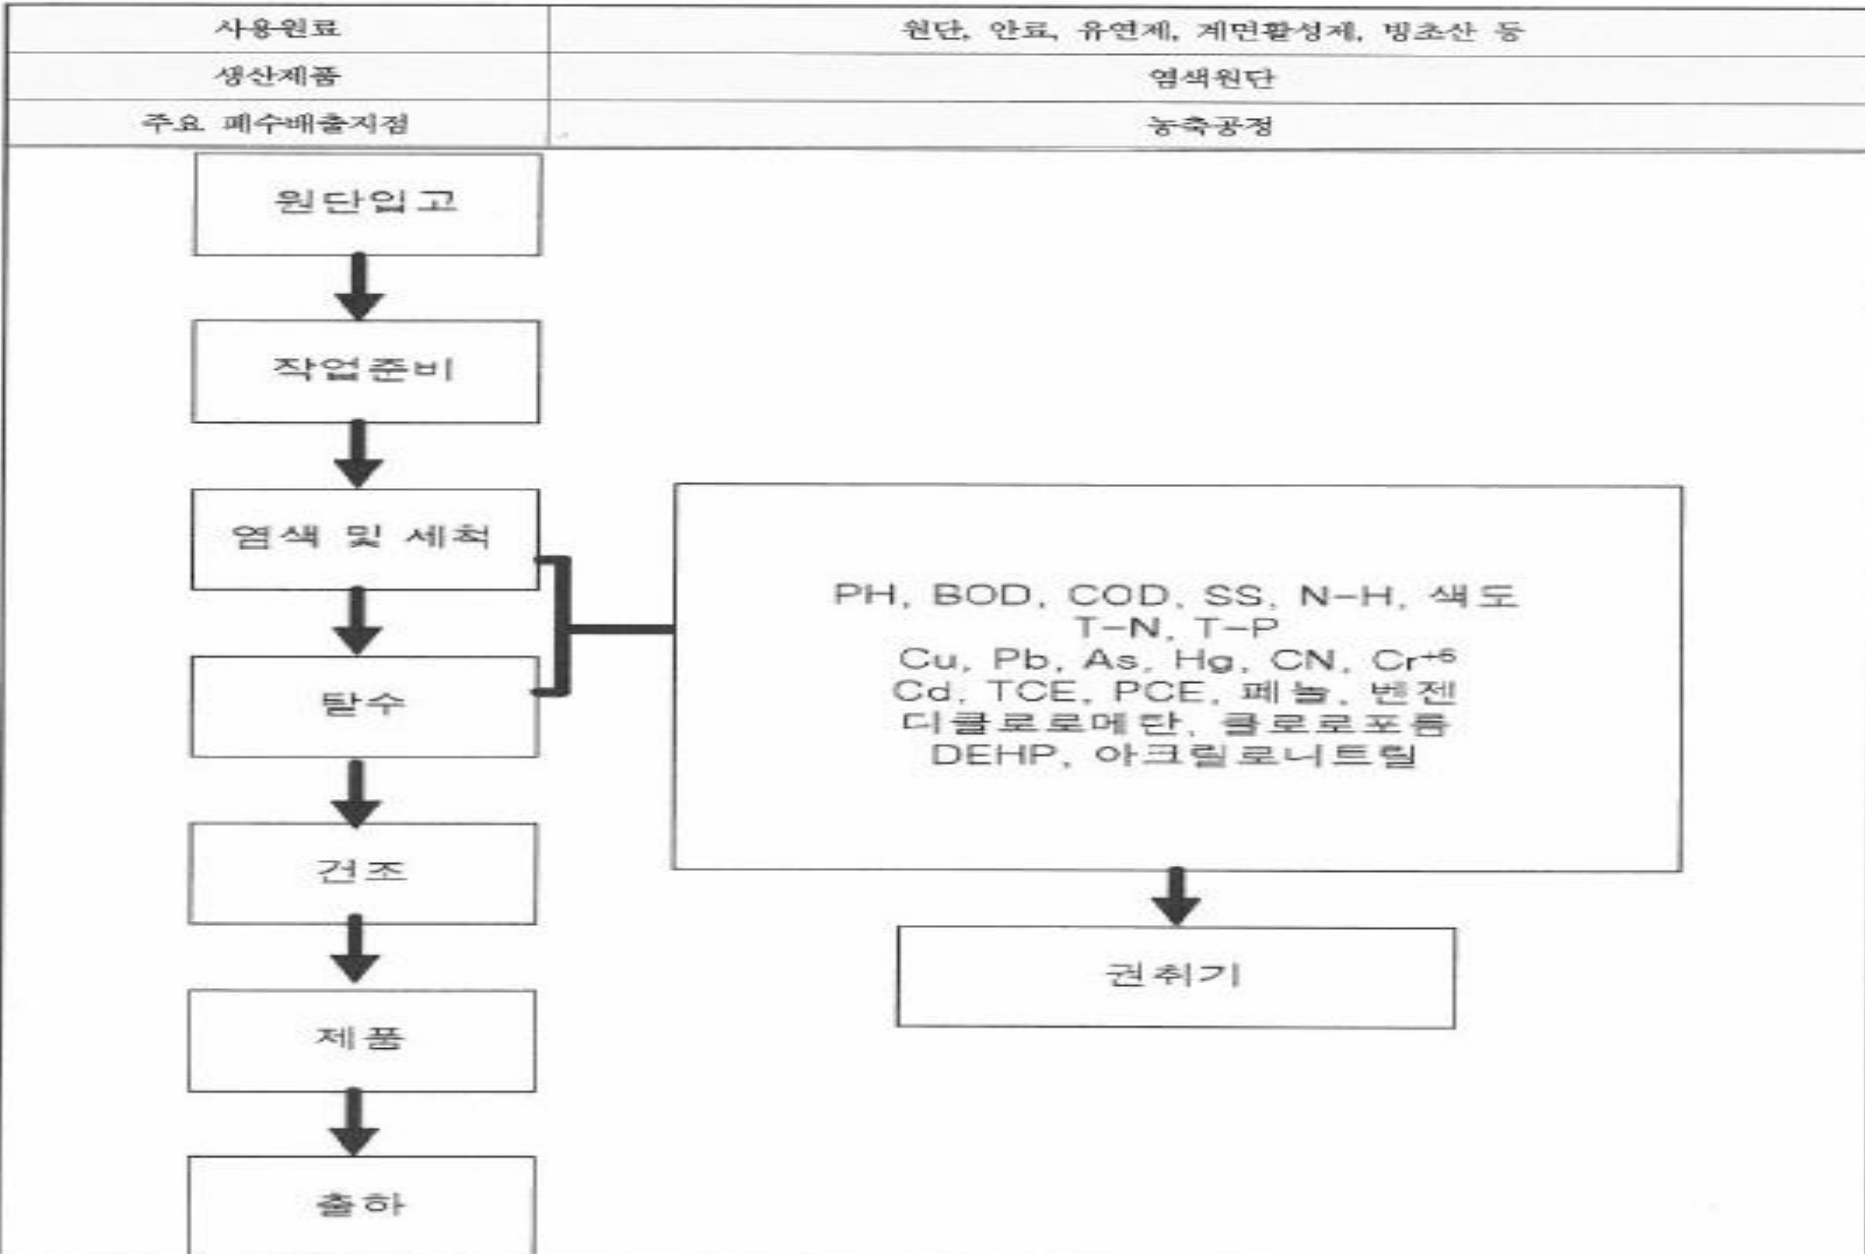 사용원료 원단, 안료, 유연제, 계면활성제, 빙초산 등
생산제품 염색원단
주요 폐수배출지점 농축공정
원단입고
작업준비
염색 및 세척
탈수
건조
제품
출하
PH, BOD, COD, SS, N-H, 색도
T-N, T-P
Cu, Pb, As, Hg, CN, Cr⁺⁶
Cd, TCE, PCE, 페놀, 벤젠
디클로로메탄, 클로로포름
DEHP, 아크릴로니트릴
권취기